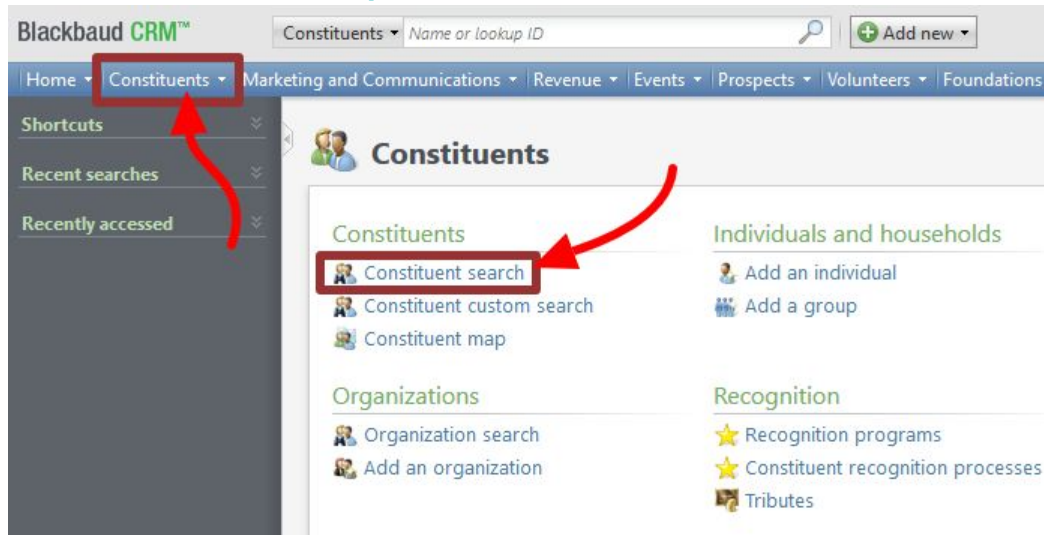 Blackbaud CRM™
Constituents
Name or lookup ID
Add new
Home
Constituents
Marketing and Communications
Revenue
Events
Prospects
Volunteers
Foundations
Shortcuts
Recent searches
Recently accessed
Constituents
Constituents
Constituent search
Constituent custom search
Constituent map
Individuals and households
Add an individual
Add a group
Organizations
Organization search
Add an organization
Recognition
Recognition programs
Constituent recognition processes
Tributes